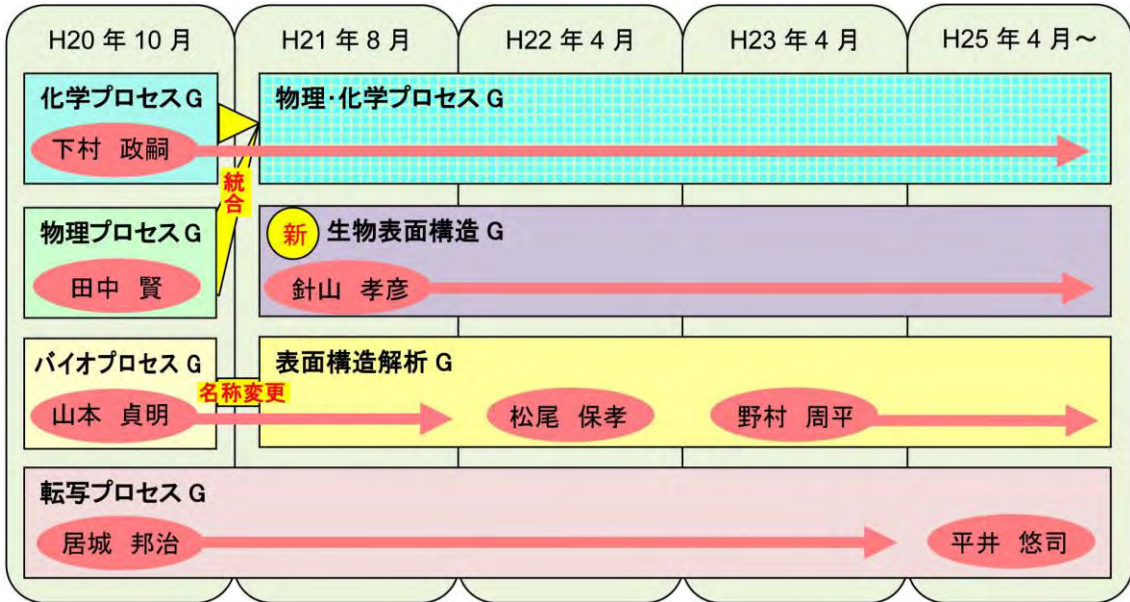 H20 年 10 月
H21 年 8 月
H22 年 4 月
H23 年 4 月
H25 年 4 月～
化学プロセス G
下村 政嗣
物理・化学プロセス G
統合
物理プロセス G
田中 賢
新
生物表面構造 G
針山 孝彦
バイオプロセス G
山本 貞明
名称変更
表面構造解析 G
松尾 保孝
野村 周平
転写プロセス G
居城 邦治
平井 悠司